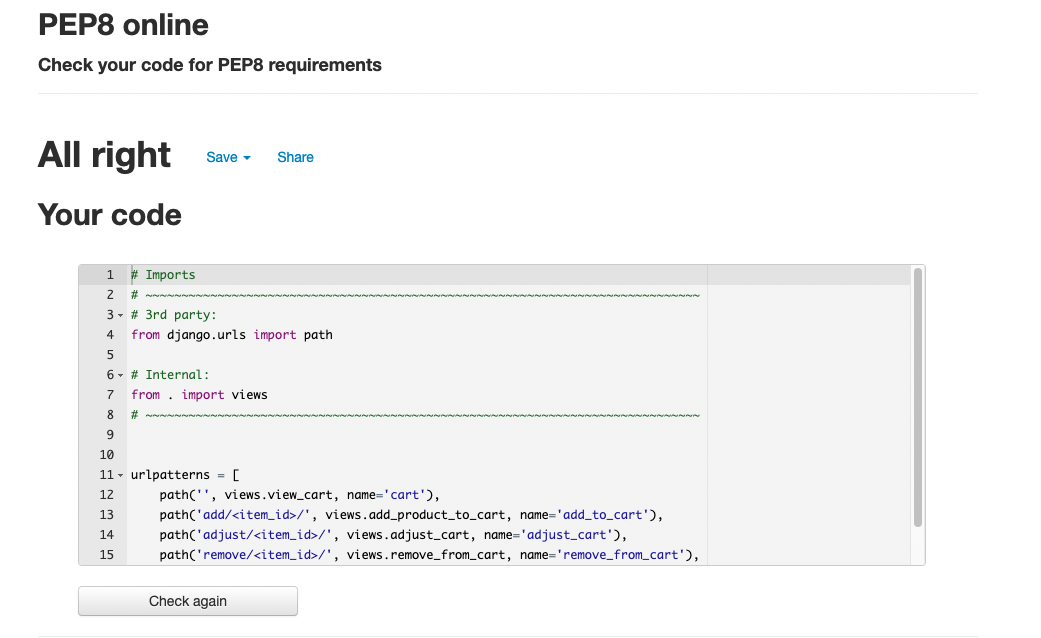 PEP8 online
Check your code for PEP8 requirements
All right Save Share
Your code
1 # Imports
2 # ~~~~~~~~~~~~~~~~~~~~~~~~~~~~~~~~~~~~~~~~~~~~~~~~~~~~~~~~~~~~~~~~~~~~~~~~~~~~~
3 # 3rd party:
4 from django.urls import path
5
6 # Internal:
7 from . import views
8 # ~~~~~~~~~~~~~~~~~~~~~~~~~~~~~~~~~~~~~~~~~~~~~~~~~~~~~~~~~~~~~~~~~~~~~~~~~~~~~
9
10
11 urlpatterns = [
12     path('', views.view_cart, name='cart'),
13     path('add/<item_id>/', views.add_product_to_cart, name='add_to_cart'),
14     path('adjust/<item_id>/', views.adjust_cart, name='adjust_cart'),
15     path('remove/<item_id>/', views.remove_from_cart, name='remove_from_cart'),
Check again